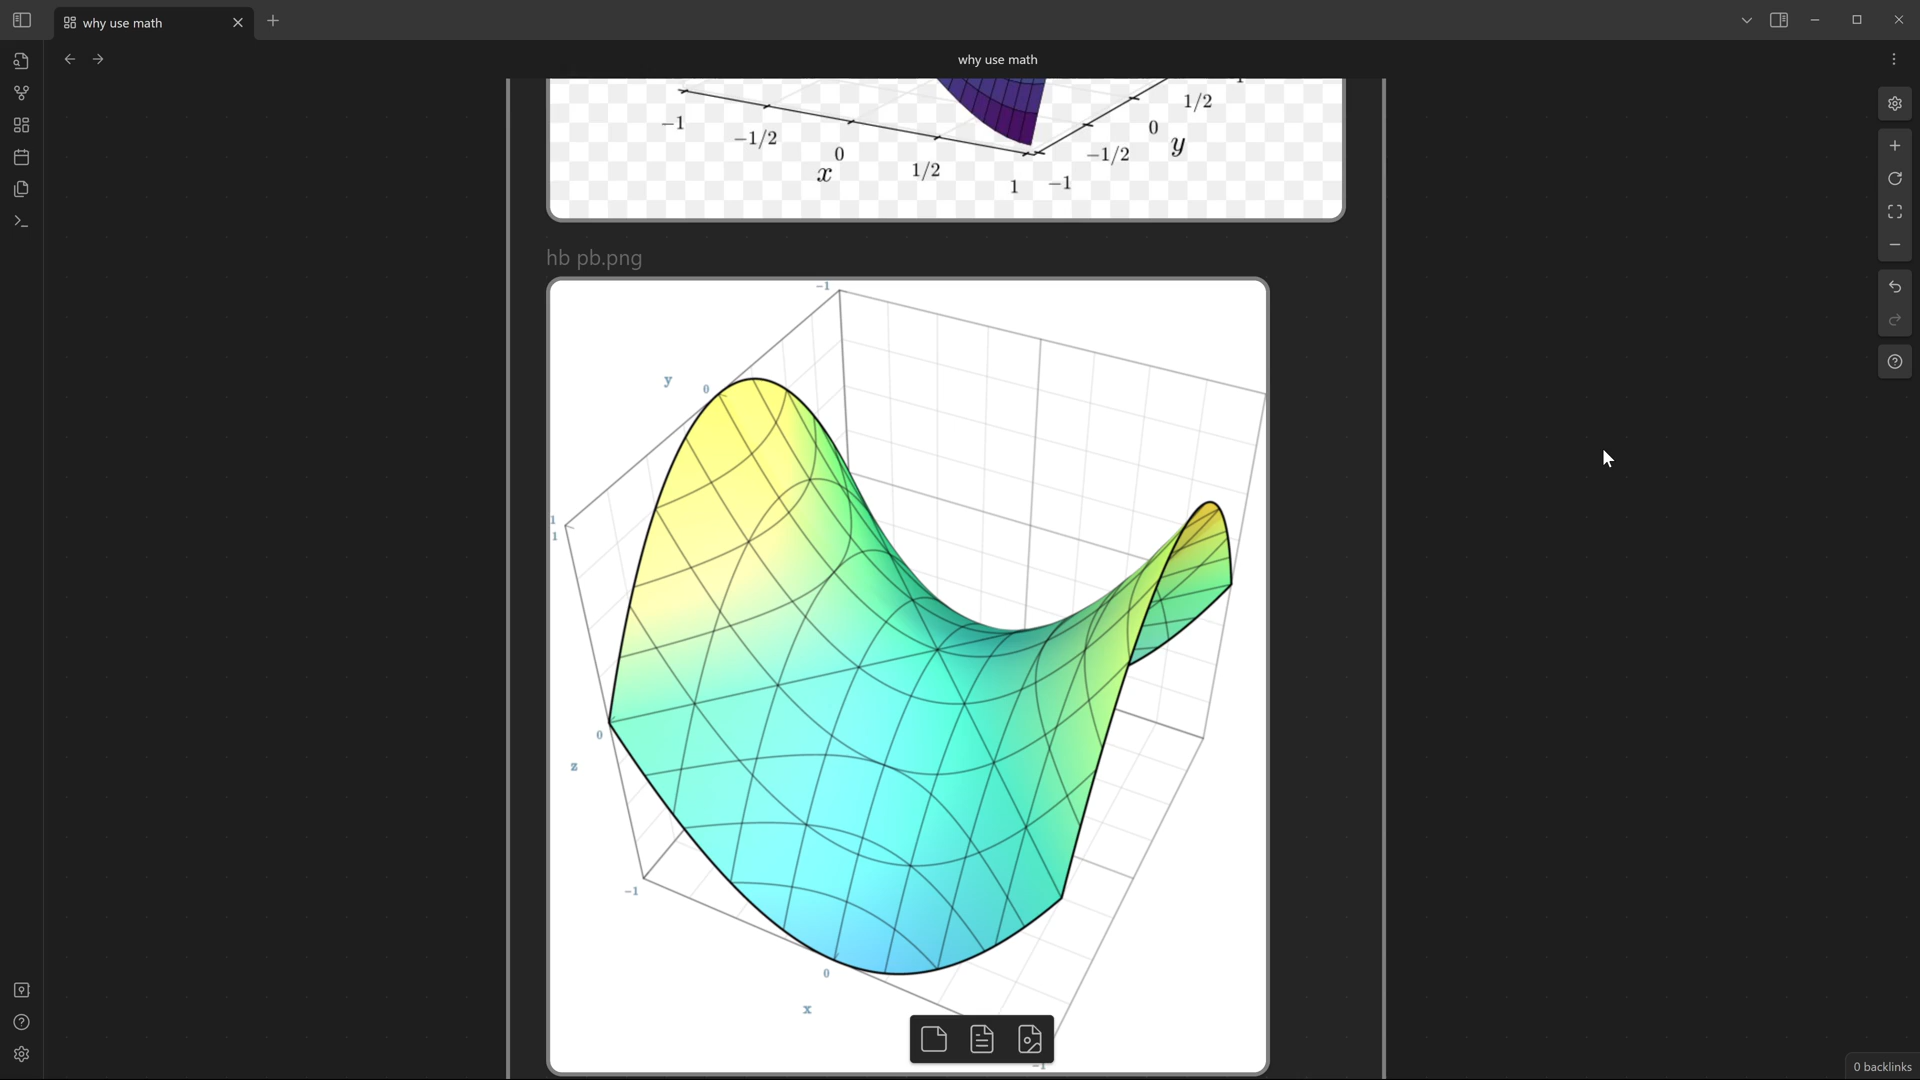 why use math
why use math
−1
−1/2
0
1/2
1
x
−1
−1/2
0
1/2
y
hb pb.png
−1
y
0
1
1
0
z
−1
0
x
−1
0 backlinks